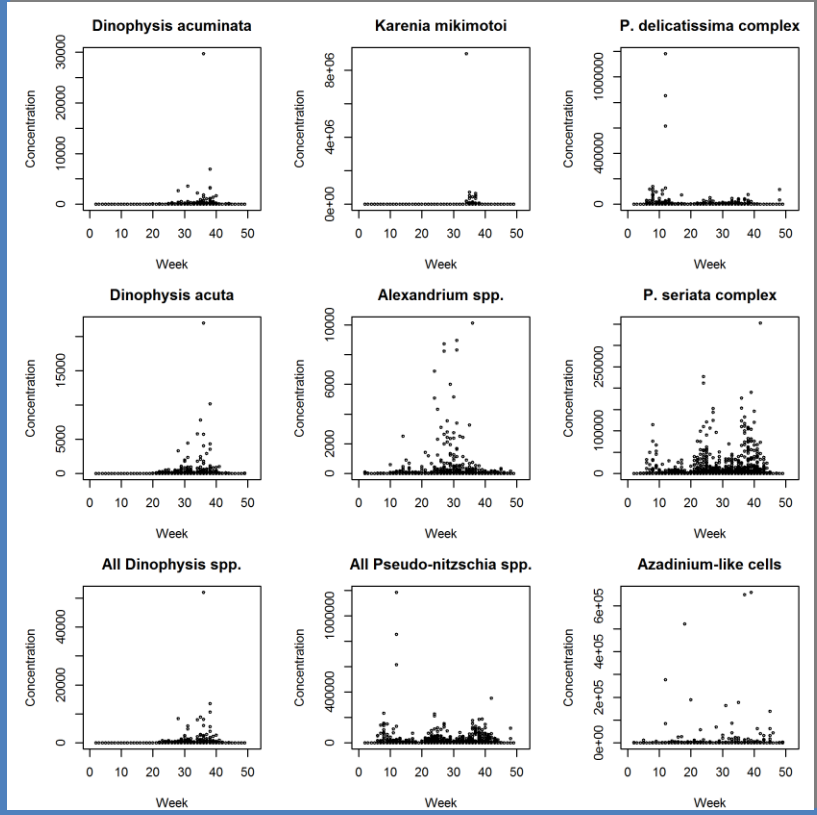 Dinophysis acuminata
Concentration
0 10000 20000 30000
0 10 20 30 40 50
Week
Karenia mikimotoi
Concentration
0e+00 4e+06 8e+06
0 10 20 30 40 50
Week
P. delicatissima complex
Concentration
0 400000 1000000
0 10 20 30 40 50
Week
Dinophysis acuta
Concentration
0 5000 15000
0 10 20 30 40 50
Week
Alexandrium spp.
Concentration
0 2000 6000 10000
0 10 20 30 40 50
Week
P. seriata complex
Concentration
0 100000 250000
0 10 20 30 40 50
Week
All Dinophysis spp.
Concentration
0 20000 40000
0 10 20 30 40 50
Week
All Pseudo-nitzschia spp.
Concentration
0 400000 1000000
0 10 20 30 40 50
Week
Azadinium-like cells
Concentration
0e+00 2e+05 4e+05 6e+05
0 10 20 30 40 50
Week